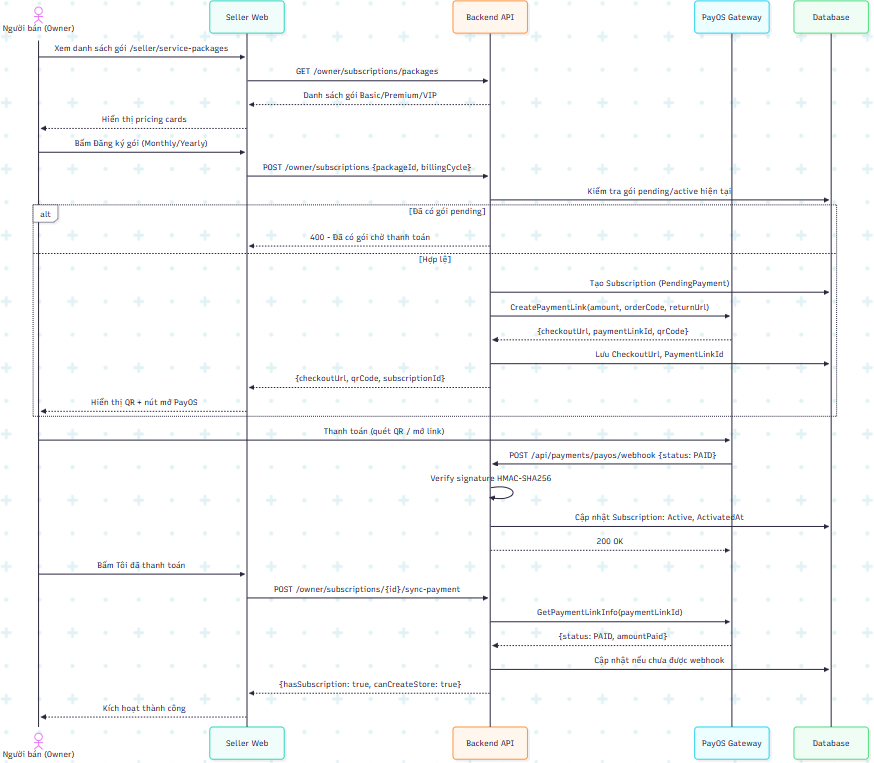 Người bán (Owner)
Seller Web
Backend API
PayOS Gateway
Database
Xem danh sách gói /seller/service-packages
GET /owner/subscriptions/packages
Danh sách gói Basic/Premium/VIP
Hiển thị pricing cards
Bấm Đăng ký gói (Monthly/Yearly)
POST /owner/subscriptions {packageId, billingCycle}
Kiểm tra gói pending/active hiện tại
alt
[Đã có gói pending]
400 - Đã có gói chờ thanh toán
[Hợp lệ]
Tạo Subscription (PendingPayment)
CreatePaymentLink(amount, orderCode, returnUrl)
{checkoutUrl, paymentLinkId, qrCode}
Lưu CheckoutUrl, PaymentLinkId
{checkoutUrl, qrCode, subscriptionId}
Hiển thị QR + nút mở PayOS
Thanh toán (quét QR / mở link)
POST /api/payments/payos/webhook {status: PAID}
Verify signature HMAC-SHA256
Cập nhật Subscription: Active, ActivatedAt
200 OK
Bấm Tôi đã thanh toán
POST /owner/subscriptions/{id}/sync-payment
GetPaymentLinkInfo(paymentLinkId)
{status: PAID, amountPaid}
Cập nhật nếu chưa được webhook
{hasSubscription: true, canCreateStore: true}
Kích hoạt thành công
Người bán (Owner)
Seller Web
Backend API
PayOS Gateway
Database